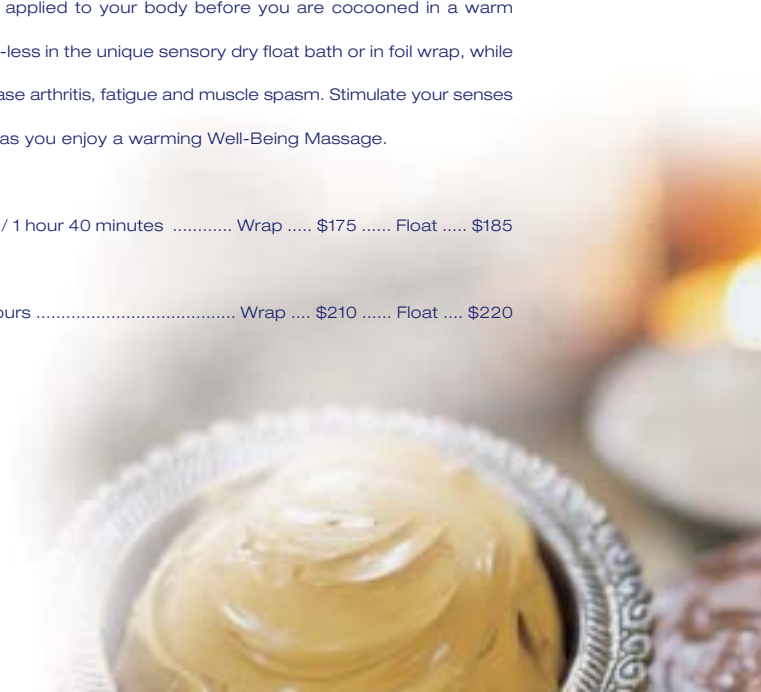 applied to your body before you are cocooned in a warm
-less in the unique sensory dry float bath or in foil wrap, while
ase arthritis, fatigue and muscle spasm. Stimulate your senses
as you enjoy a warming Well-Being Massage.
/ 1 hour 40 minutes ............ Wrap ..... $175 ...... Float ..... $185
ours ........................................ Wrap .... $210 ...... Float .... $220